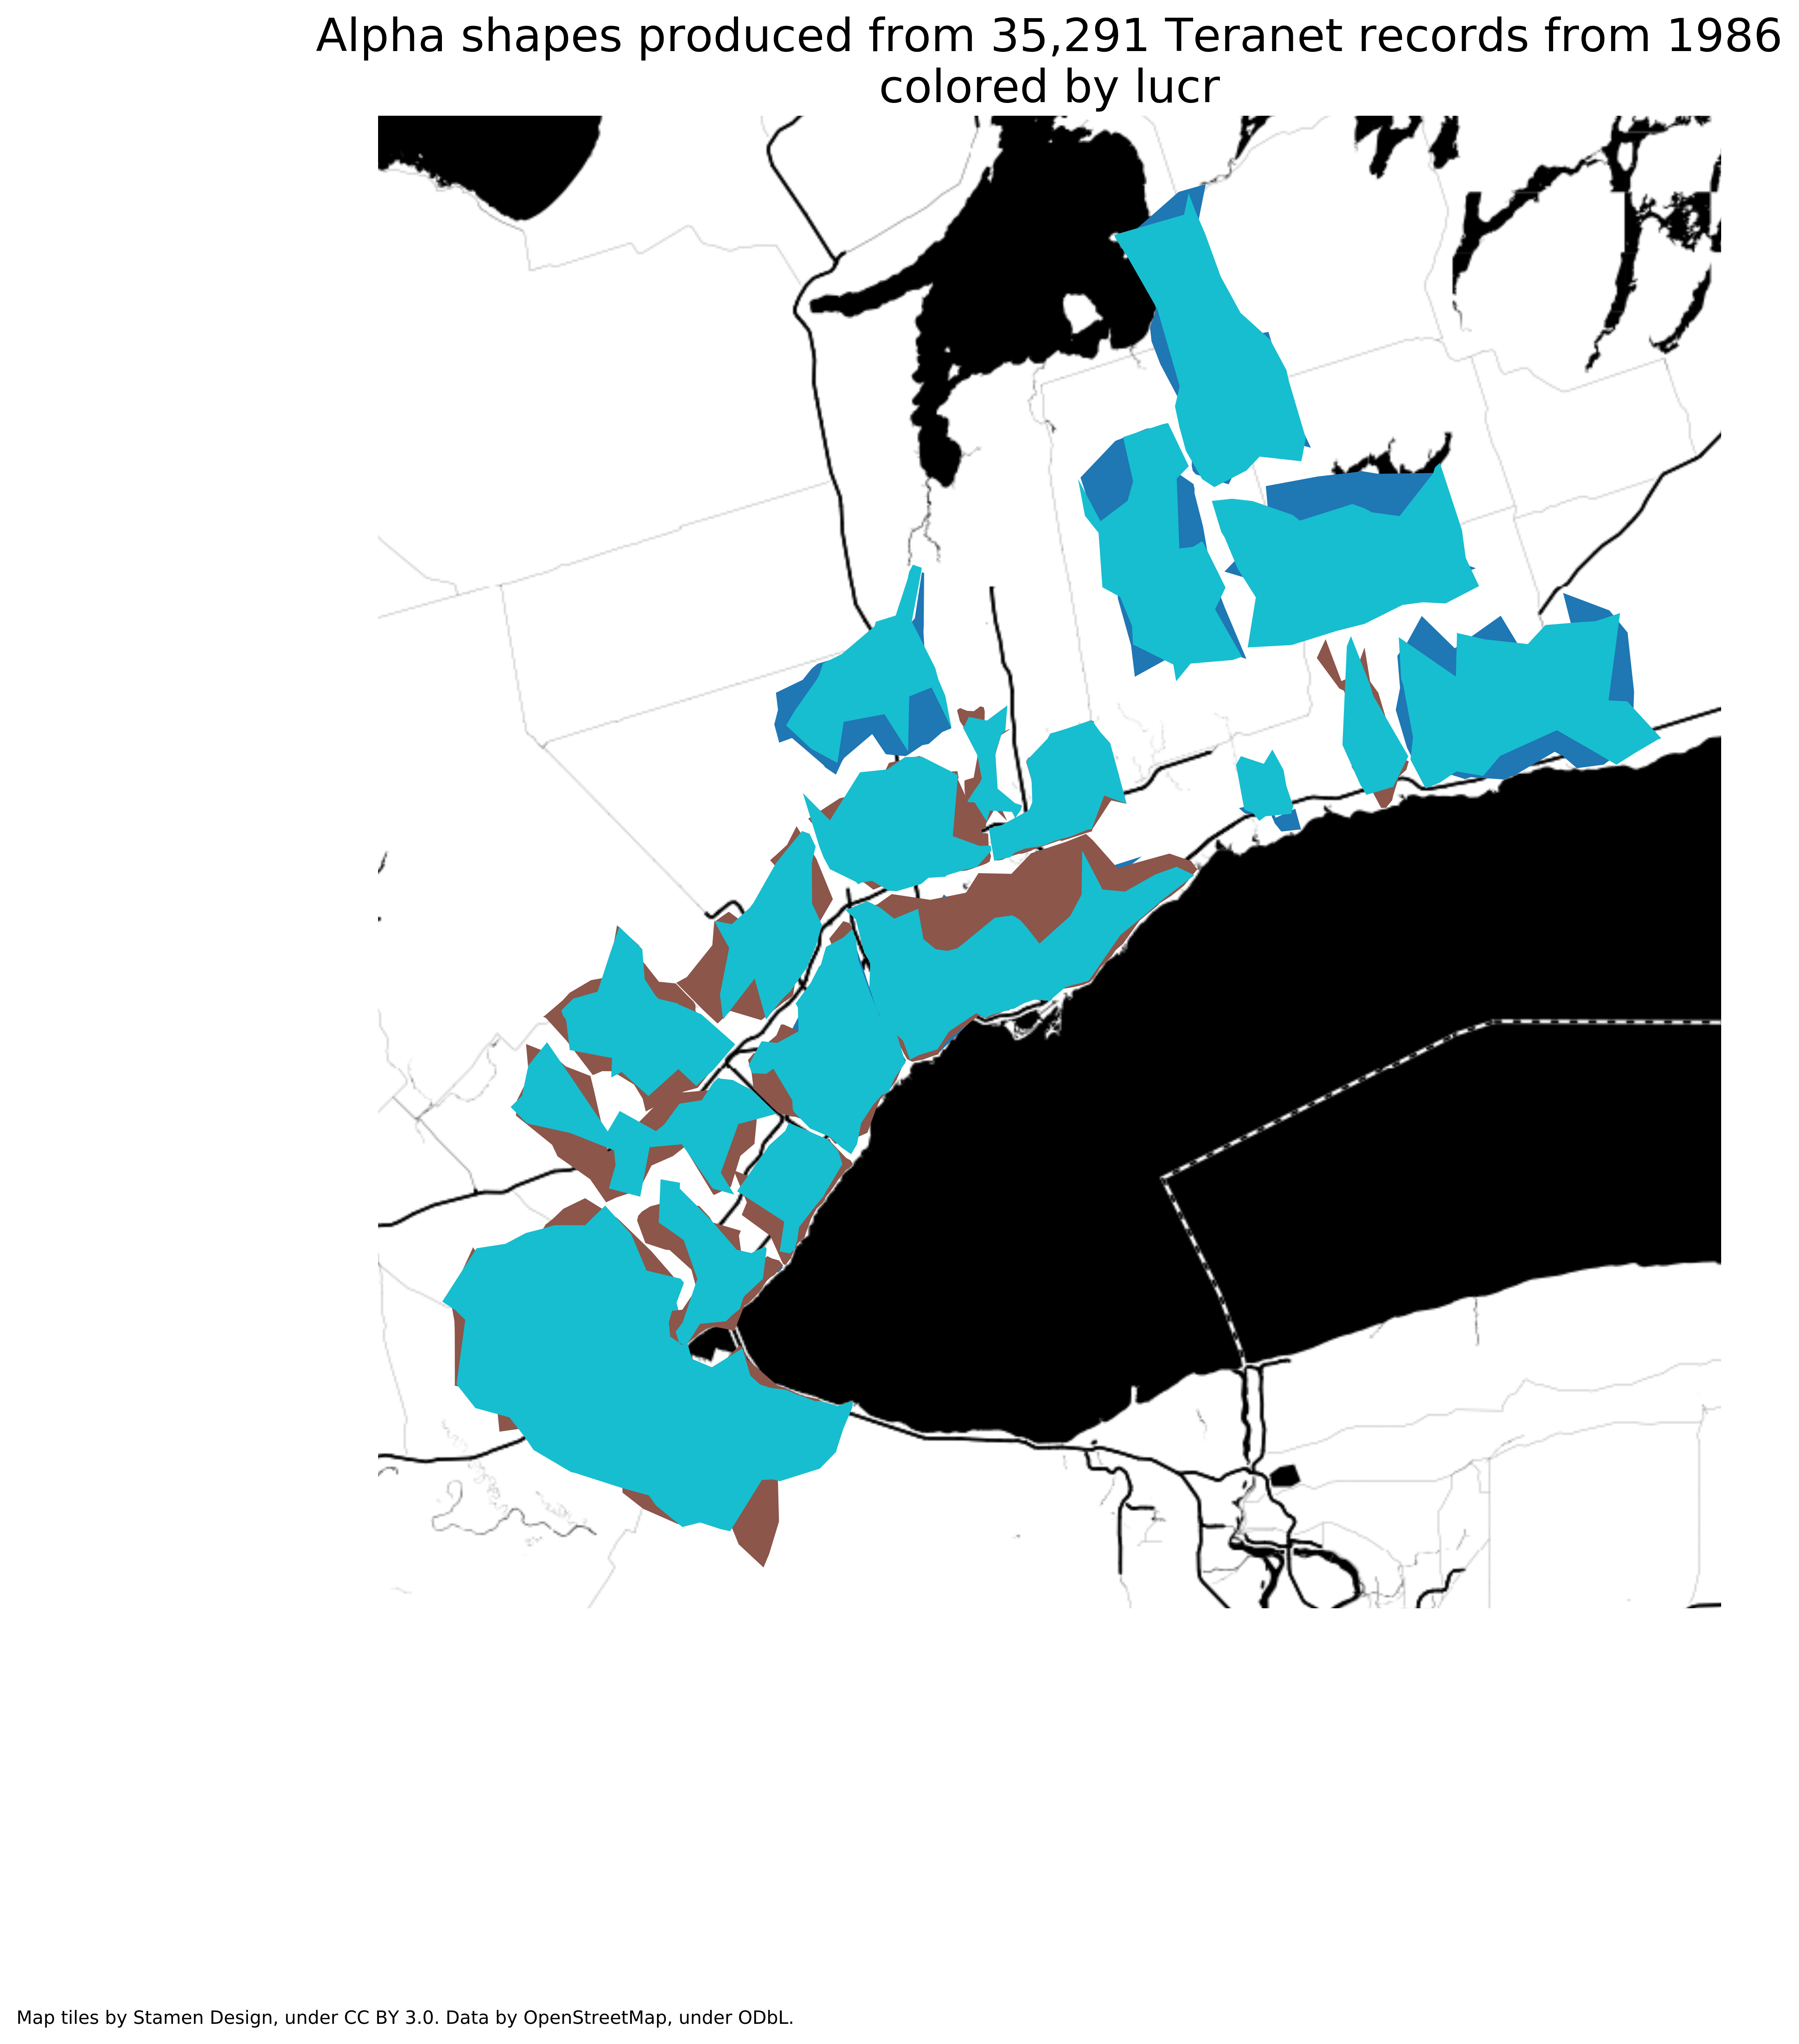 Alpha shapes produced from 35,291 Teranet records from 1986
colored by lucr
Map tiles by Stamen Design, under CC BY 3.0. Data by OpenStreetMap, under ODbL.